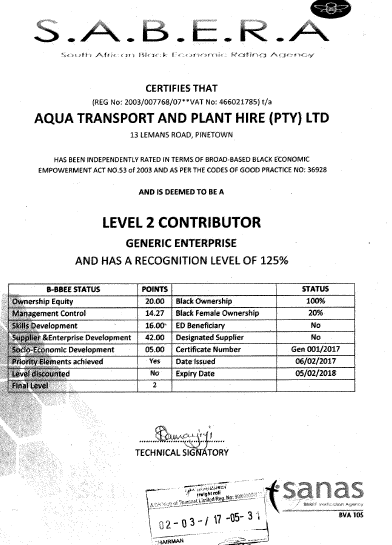 S.A.B.E.R.A
South African Black Economic Rating Agency
CERTIFIES THAT
(REG No: 2003/007768/07**VAT No: 466021785) t/a
AQUA TRANSPORT AND PLANT HIRE (PTY) LTD
13 LEMANS ROAD, PINETOWN
HAS BEEN INDEPENDENTLY RATED IN TERMS OF BROAD-BASED BLACK ECONOMIC
EMPOWERMENT ACT NO.53 of 2003 AND AS PER THE CODES OF GOOD PRACTICE NO: 36928
AND IS DEEMED TO BE A
LEVEL 2 CONTRIBUTOR
GENERIC ENTERPRISE
AND HAS A RECOGNITION LEVEL OF 125%
B-BBEE STATUS POINTS STATUS
Ownership Equity 20.00 Black Ownership 100%
Management Control 14.27 Black Female Ownership 20%
Skills Development 16.00 ED Beneficiary No
Supplier &Enterprise Development 42.00 Designated Supplier No
Socio-Economic Development 05.00 Certificate Number Gen 001/2017
Priority Elements achieved Yes Date Issued 06/02/2017
Level discounted No Expiry Date 05/02/2018
Final Level 2
TECHNICAL SIGNATORY
02-03-/17-05-31
CHAIRMAN
sanas
BVA 105